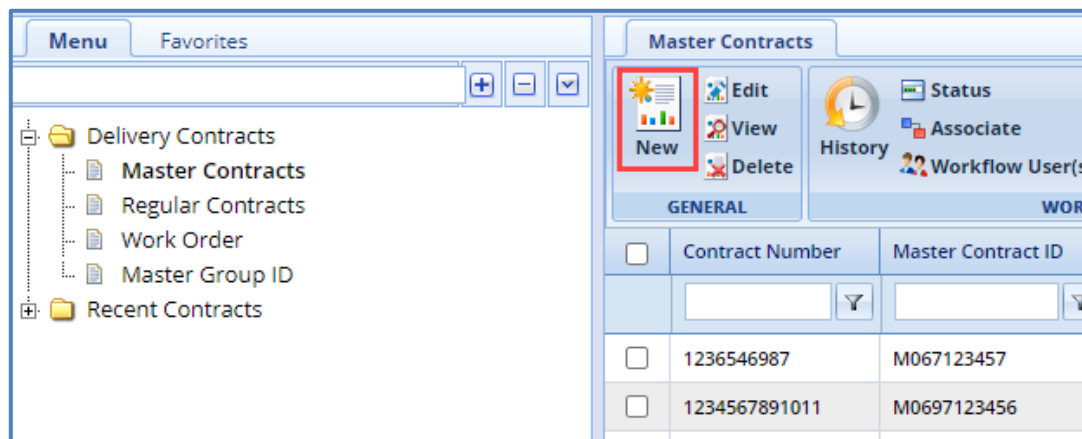 Menu Favorites
Delivery Contracts
Master Contracts
Regular Contracts
Work Order
Master Group ID
Recent Contracts
Master Contracts
New
Edit
View
Delete
GENERAL
History
Status
Associate
Workflow User(s
WOR
Contract Number Master Contract ID
1236546987 M067123457
1234567891011 M0697123456